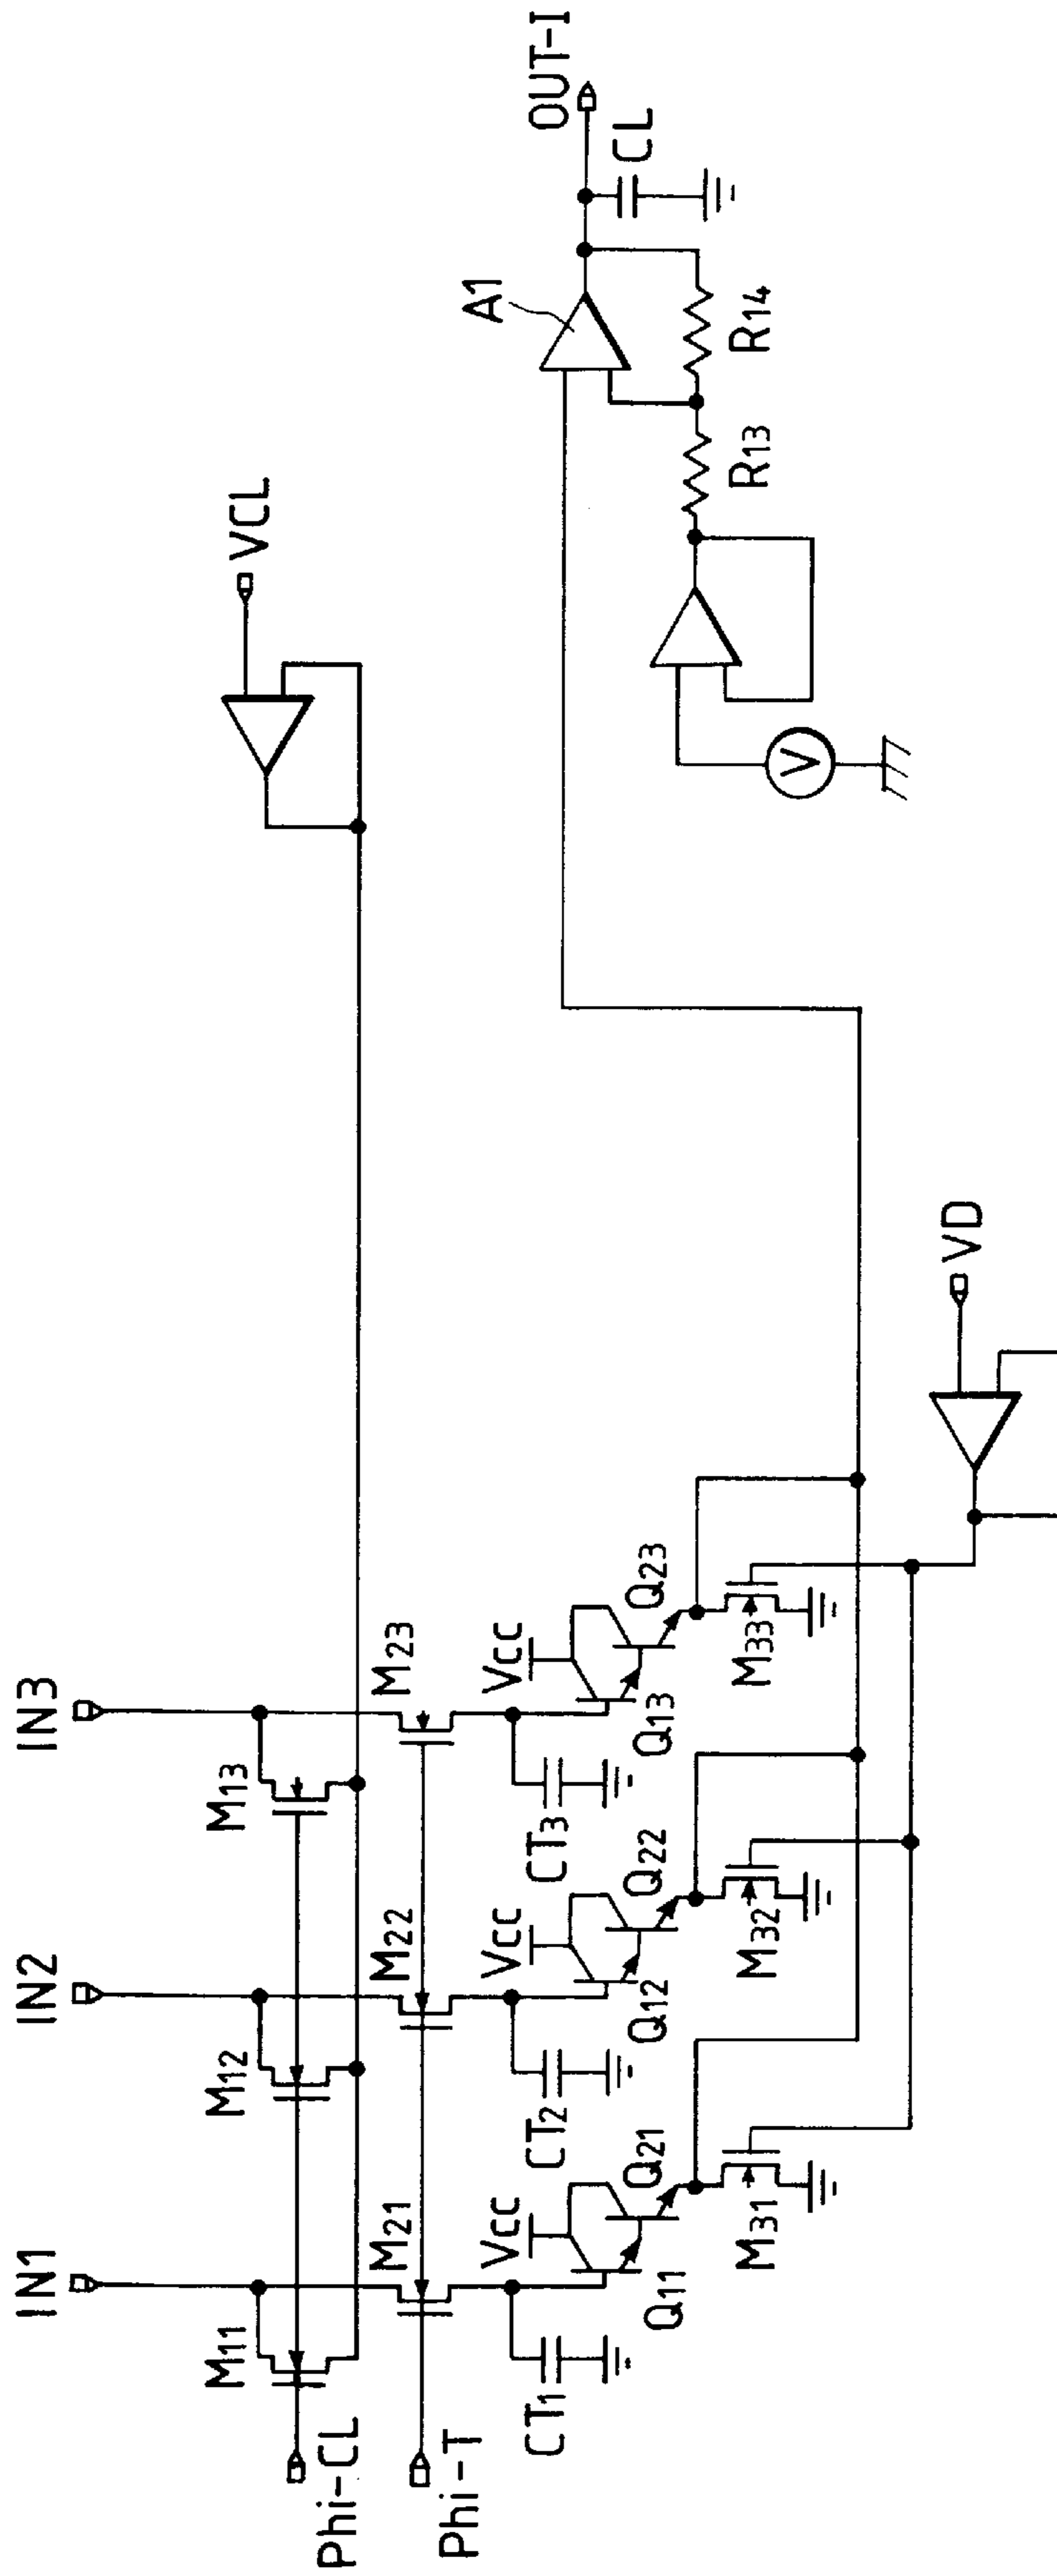 IN1
IN2
IN3
M11
M12
M13
VCL
Phi-CL
M21
M22
M23
Phi-T
VCC
VCC
VCC
A1
OUT-I
CT1
CT2
CT3
CL
Q11
Q21
Q12
Q22
Q13
Q23
R13
R14
V
M31
M32
M33
VD